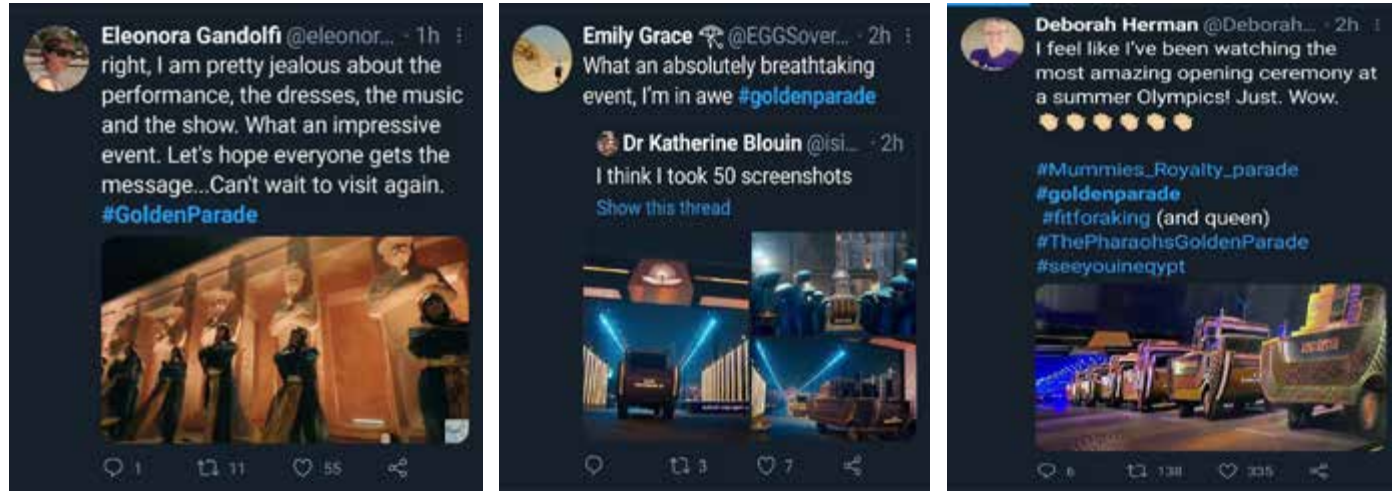 Eleonora Gandolfi @eleonor... · 1h
right, I am pretty jealous about the
performance, the dresses, the music
and the show. What an impressive
event. Let's hope everyone gets the
message...Can't wait to visit again.
#GoldenParade
1 11 55
Emily Grace @EGGSover... · 2h
What an absolutely breathtaking
event, I'm in awe #goldenparade
Dr Katherine Blouin @isi... · 2h
I think I took 50 screenshots
Show this thread
3 7
Deborah Herman @Deborah... · 2h
I feel like I've been watching the
most amazing opening ceremony at
a summer Olympics! Just. Wow.
👏🏼👏🏼👏🏼👏🏼👏🏼👏🏼
#Mummies_Royalty_parade
#goldenparade
#fitforaking (and queen)
#ThePharaohsGoldenParade
#seeyouineqypt
6 138 335